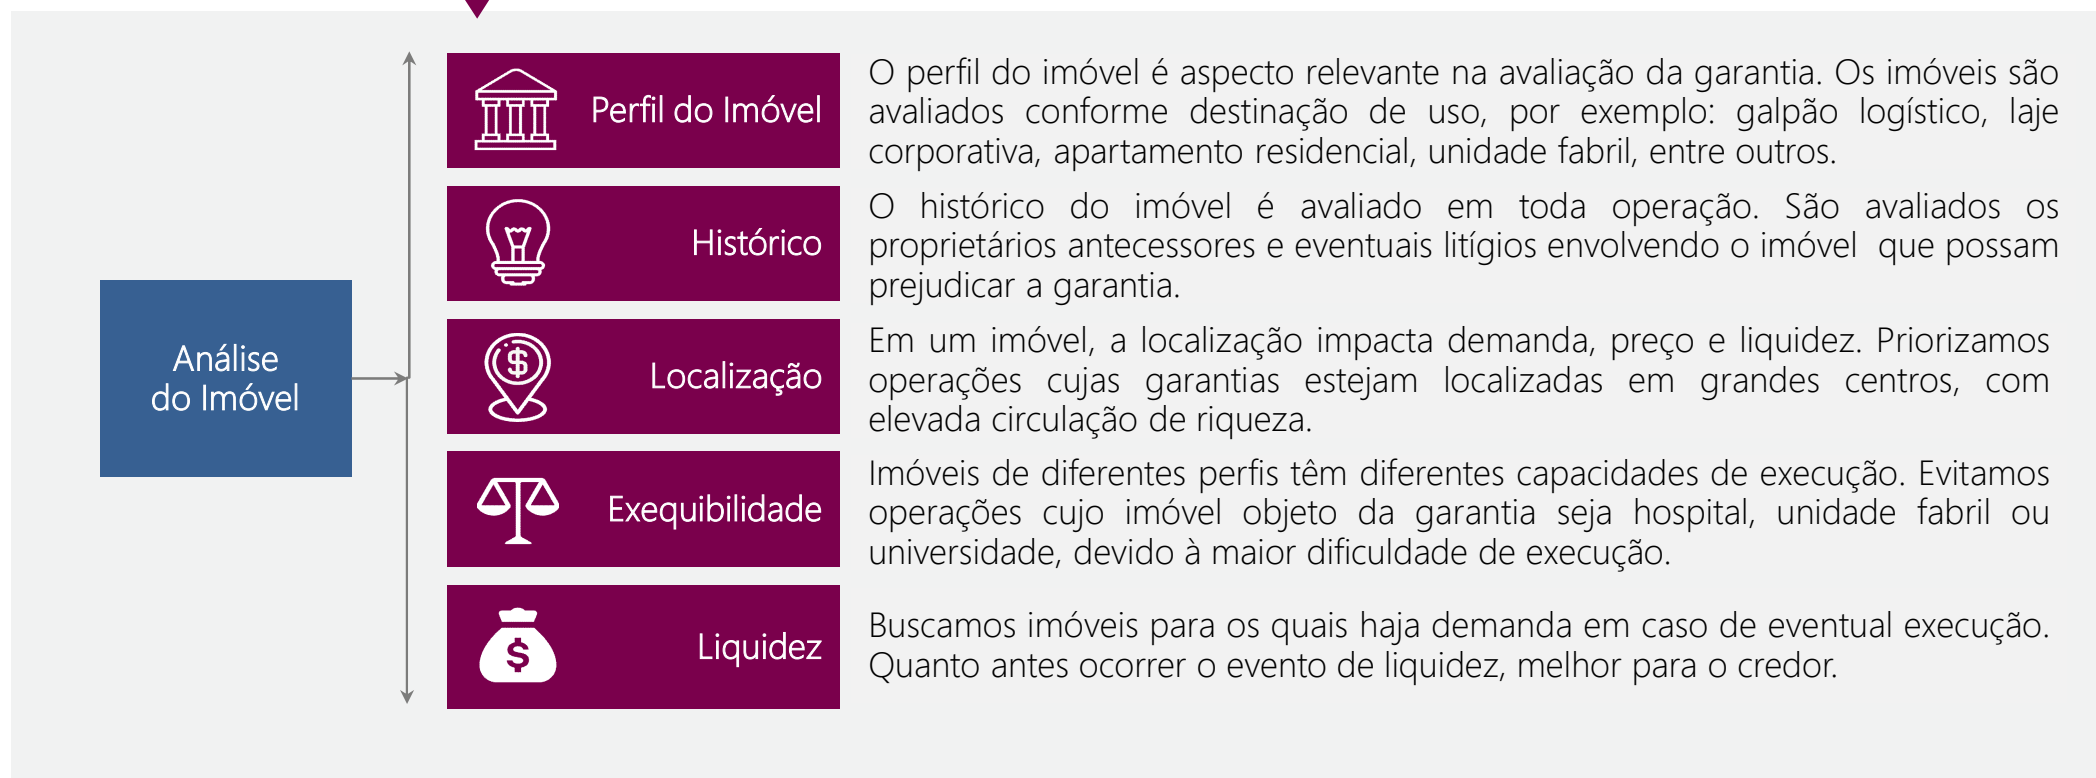 Análise
do Imóvel
Perfil do Imóvel
O perfil do imóvel é aspecto relevante na avaliação da garantia. Os imóveis são
avaliados conforme destinação de uso, por exemplo: galpão logístico, laje
corporativa, apartamento residencial, unidade fabril, entre outros.
Histórico
O histórico do imóvel é avaliado em toda operação. São avaliados os
proprietários antecessores e eventuais litígios envolvendo o imóvel que possam
prejudicar a garantia.
$
Localização
Em um imóvel, a localização impacta demanda, preço e liquidez. Priorizamos
operações cujas garantias estejam localizadas em grandes centros, com
elevada circulação de riqueza.
Exequibilidade
Imóveis de diferentes perfis têm diferentes capacidades de execução. Evitamos
operações cujo imóvel objeto da garantia seja hospital, unidade fabril ou
universidade, devido à maior dificuldade de execução.
$
Liquidez
Buscamos imóveis para os quais haja demanda em caso de eventual execução.
Quanto antes ocorrer o evento de liquidez, melhor para o credor.